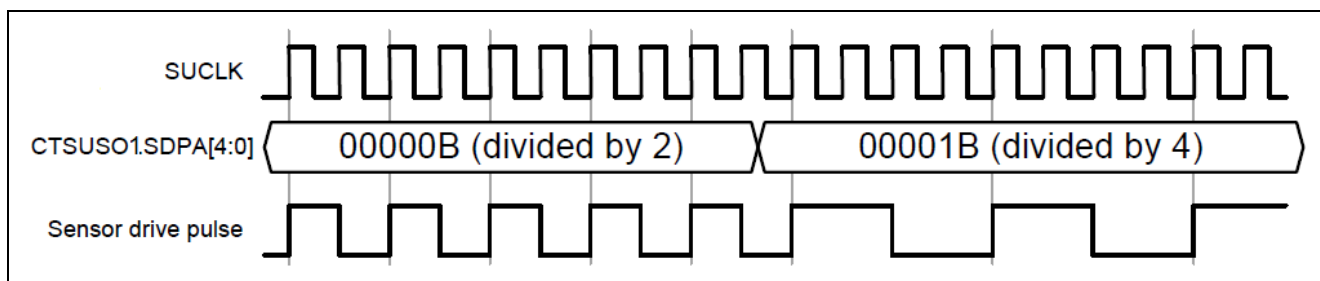 SUCLK
CTSUSO1.SDPA[4:0] 00000B (divided by 2) 00001B (divided by 4)
Sensor drive pulse